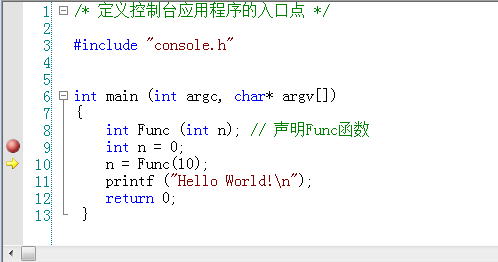 1 /* 定义控制台应用程序的入口点 */
2
3 #include "console.h"
4
5
6 int main (int argc, char* argv[])
7 {
8 int Func (int n); // 声明Func函数
9 int n = 0;
10 n = Func(10);
11 printf ("Hello World!\n");
12 return 0;
13 }